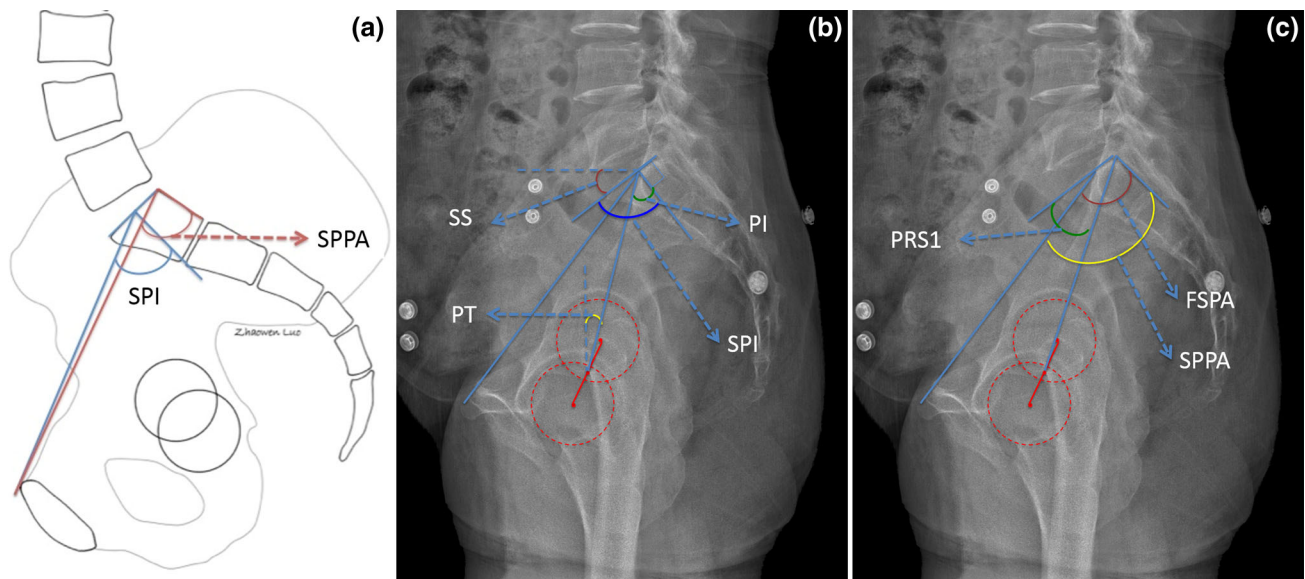 (a)
SPPA
SPI
Zhaowen Luo
(b)
SS
PI
PT
SPI
(c)
PRS1
FSPA
SPPA